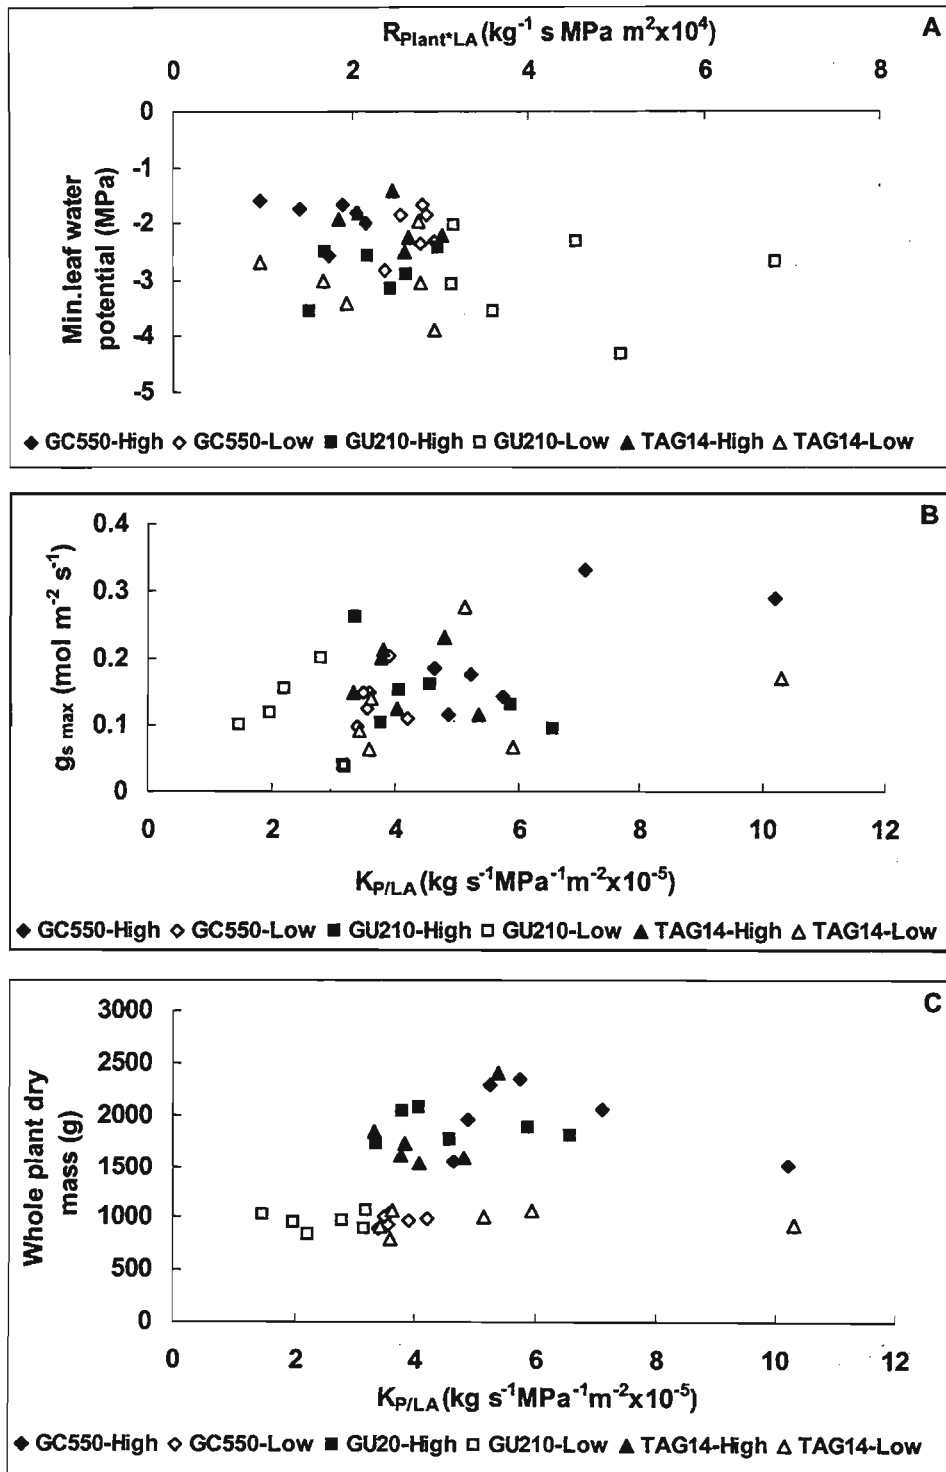 A
R_Plant*LA (kg⁻¹ s MPa m²x10⁴)
0 2 4 6 8
0
-1
-2
-3
-4
-5
Min.leaf water
potential (MPa)
◆ GC550-High ◇ GC550-Low ■ GU210-High □ GU210-Low ▲ TAG14-High △ TAG14-Low
B
0.4
0.3
0.2
0.1
0
g_s max (mol m⁻² s⁻¹)
0 2 4 6 8 10 12
K_P/LA (kg s⁻¹MPa⁻¹m⁻²x10⁻⁵)
◆ GC550-High ◇ GC550-Low ■ GU210-High □ GU210-Low ▲ TAG14-High △ TAG14-Low
C
3000
2500
2000
1500
1000
500
0
Whole plant dry
mass (g)
0 2 4 6 8 10 12
K_P/LA (kg s⁻¹MPa⁻¹m⁻²x10⁻⁵)
◆ GC550-High ◇ GC550-Low ■ GU20-High □ GU210-Low ▲ TAG14-High △ TAG14-Low